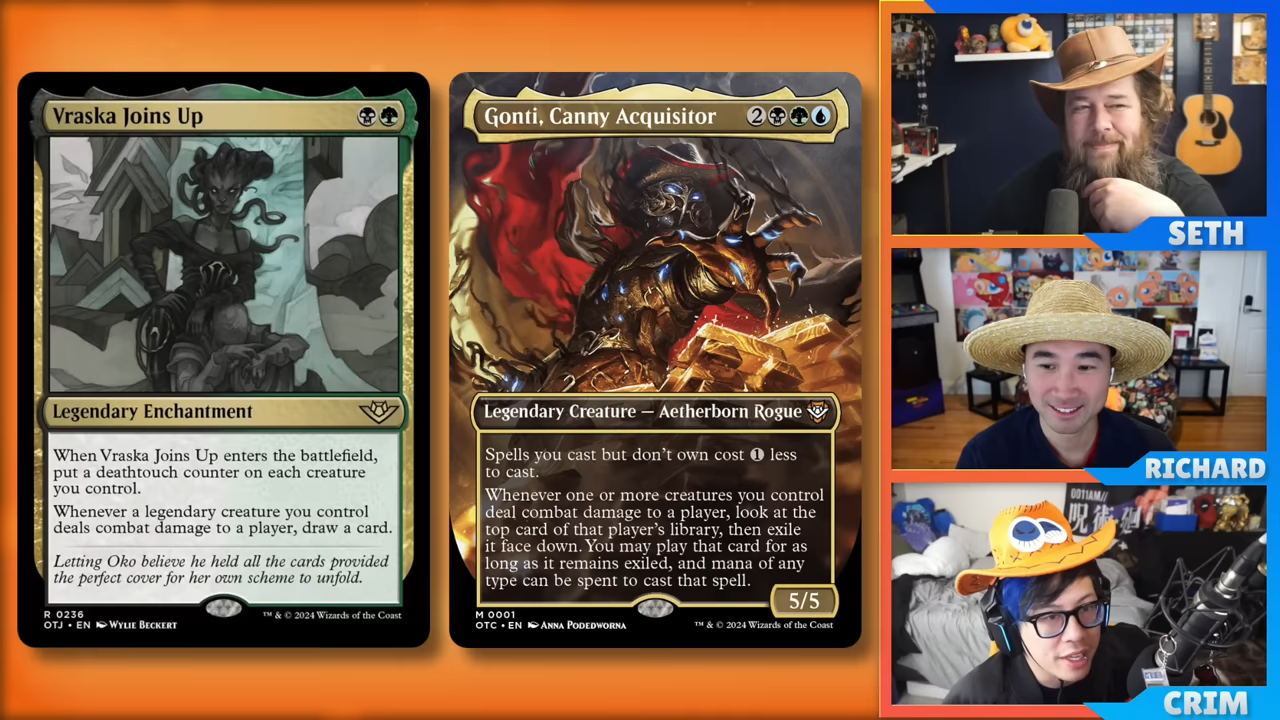 Vraska Joins Up
Legendary Enchantment
When Vraska Joins Up enters the battlefield,
put a deathtouch counter on each creature
you control.
Whenever a legendary creature you control
deals combat damage to a player, draw a card.
Letting Oko believe he held all the cards provided
the perfect cover for her own scheme to unfold.
R 0236
OTJ • EN WYLIE BECKERT
™ & © 2024 Wizards of the Coast
Gonti, Canny Acquisitor
2
Legendary Creature — Aetherborn Rogue
Spells you cast but don't own cost 1 less
to cast.
Whenever one or more creatures you control
deal combat damage to a player, look at the
top card of that player's library, then exile
it face down. You may play that card for as
long as it remains exiled, and mana of any
type can be spent to cast that spell.
5/5
M 0001
OTC • EN ANNA PODEDWORNA
™ & © 2024 Wizards of the Coast
SETH
RICHARD
0011AM//
呪術廻
CRIM